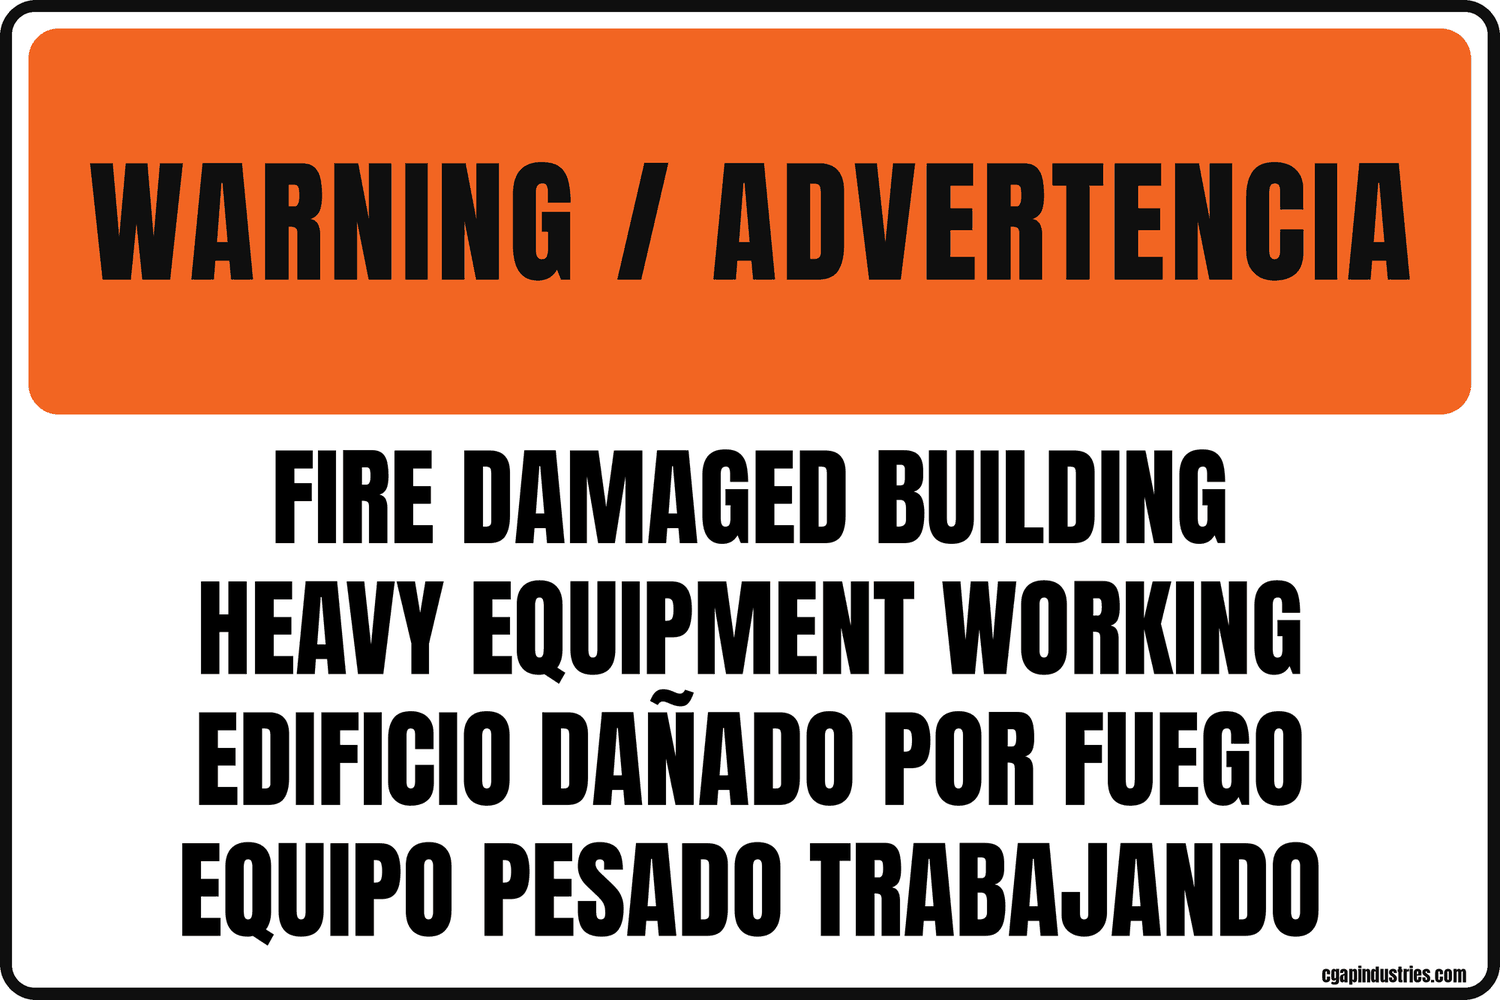 WARNING / ADVERTENCIA
FIRE DAMAGED BUILDING
HEAVY EQUIPMENT WORKING
EDIFICIO DAÑADO POR FUEGO
EQUIPO PESADO TRABAJANDO
cgapindustries.com